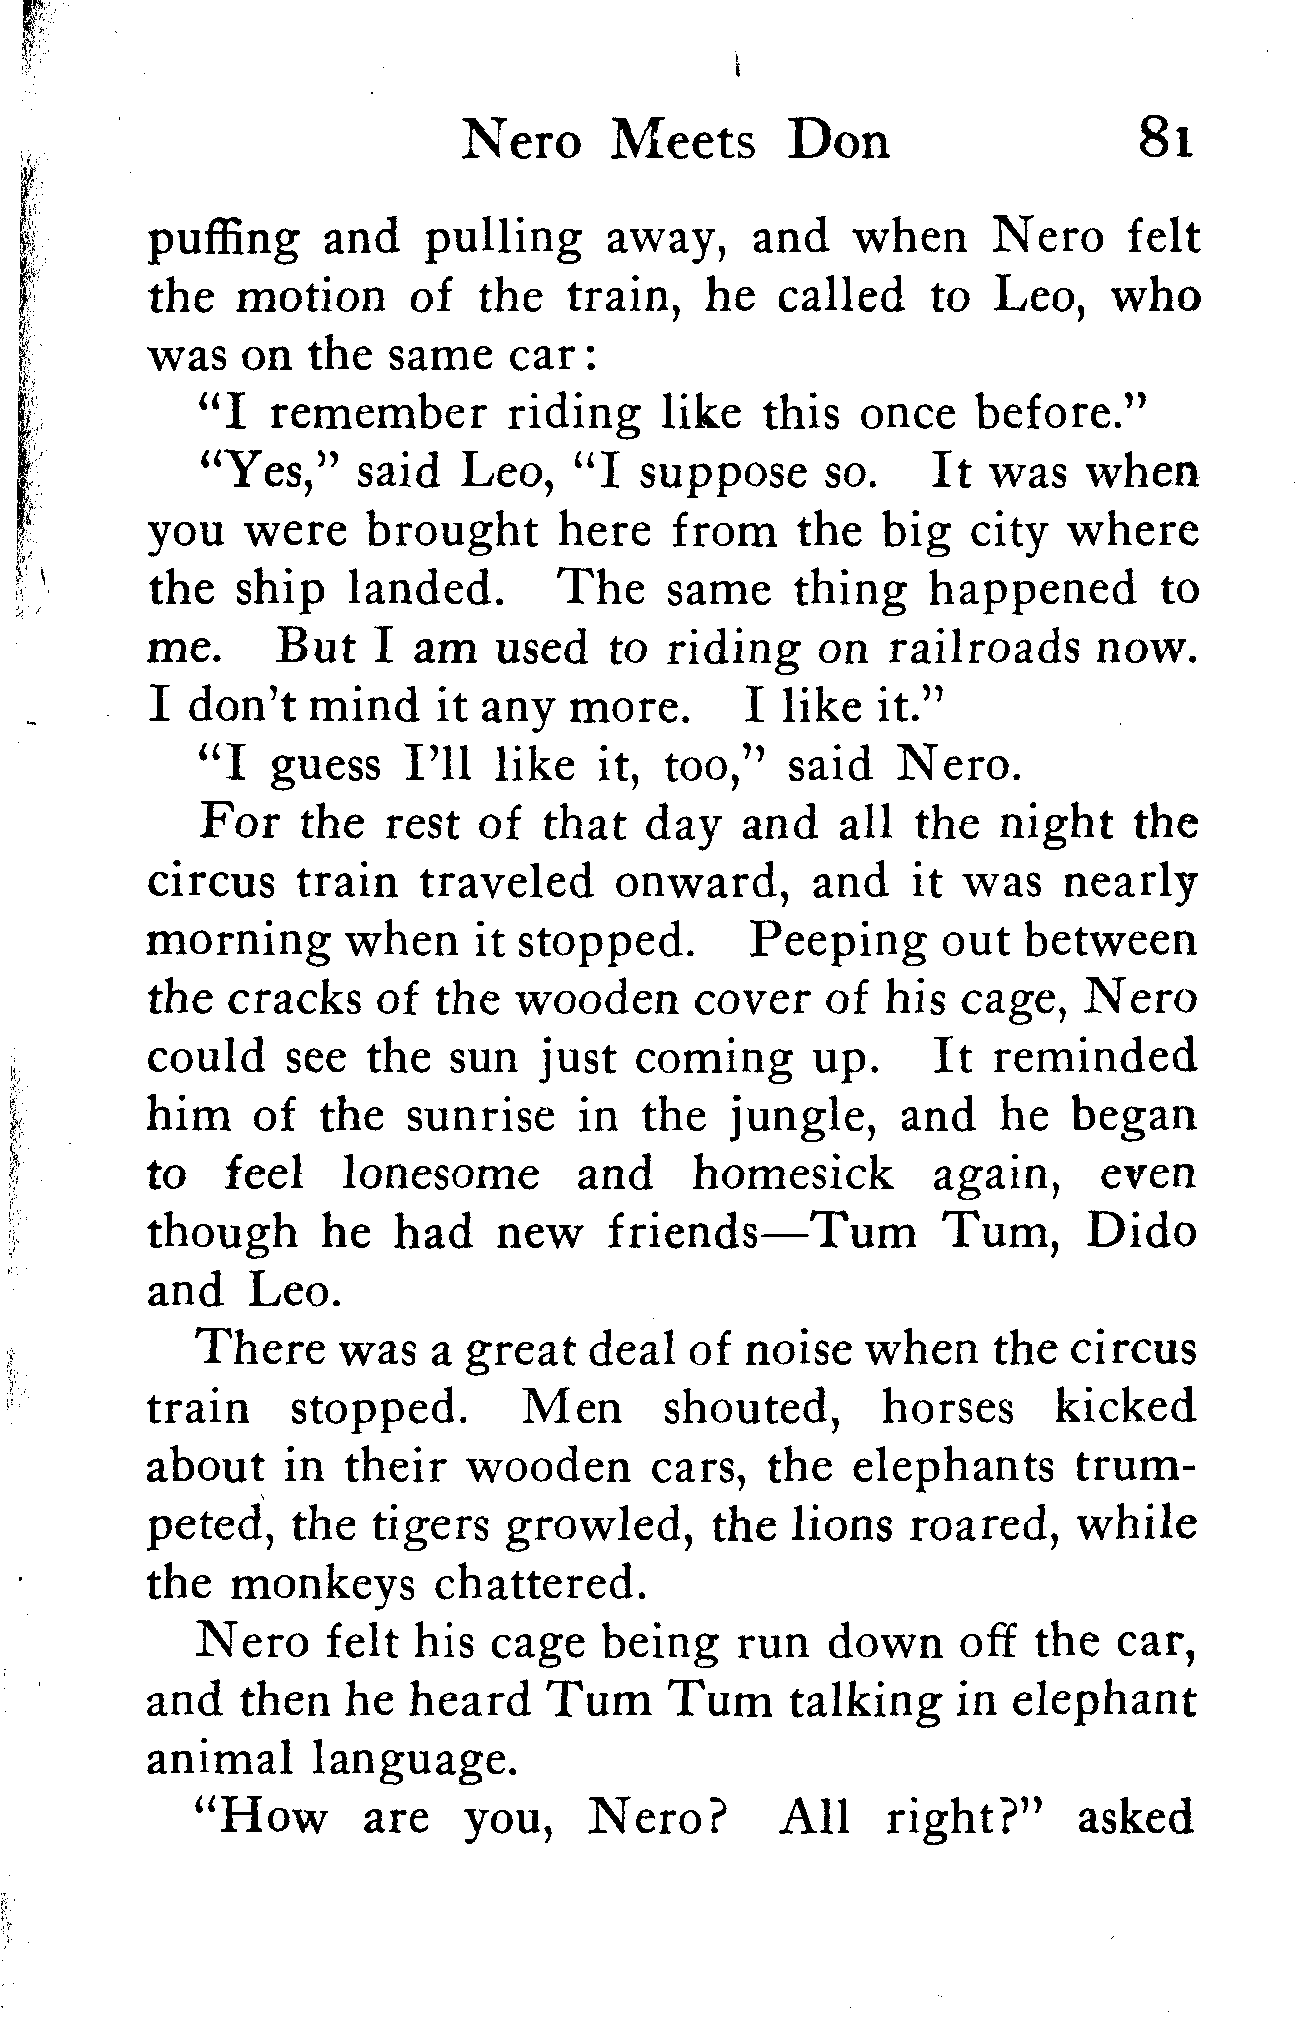 Nero Meets Don 81
puffing and pulling away, and when Nero felt
the motion of the train, he called to Leo, who
was on the same car:
“I remember riding like this once before.”
“Yes,” said Leo, “I suppose so. It was when
you were brought here from the big city where
the ship landed. The same thing happened to
me. But I am used to riding on railroads now.
I don’t mind it any more. I like it.”
“I guess I’ll like it, too,” said Nero.
For the rest of that day and all the night the
circus train traveled onward, and it was nearly
morning when it stopped. Peeping out between
the cracks of the wooden cover of his cage, Nero
could see the sun just coming up. It reminded
him of the sunrise in the jungle, and he began
to feel lonesome and homesick again, even
though he had new friends—Tum Tum, Dido
and Leo.
There was a great deal of noise when the circus
train stopped. Men shouted, horses kicked
about in their wooden cars, the elephants trum-
peted, the tigers growled, the lions roared, while
the monkeys chattered.
Nero felt his cage being run down off the car,
and then he heard Tum Tum talking in elephant
animal language.
“How are you, Nero? All right?” asked